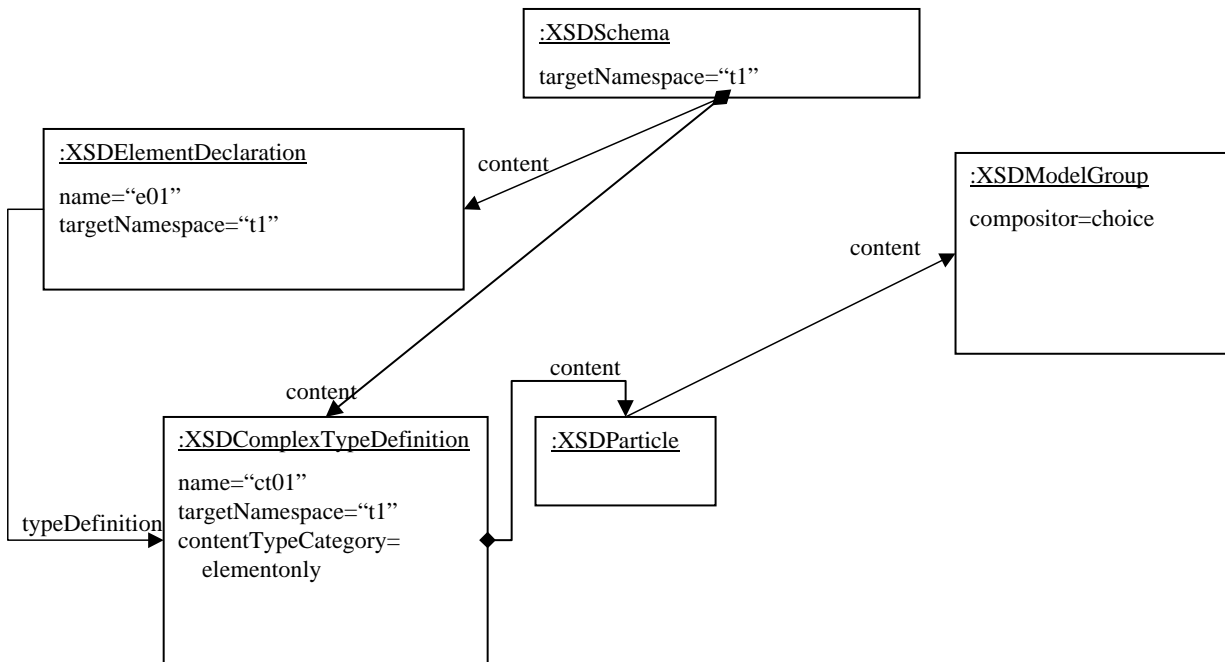 :XSDSchema
targetNamespace=“t1”
:XSDElementDeclaration
name=“e01”
targetNamespace=“t1”
content
:XSDModelGroup
compositor=choice
content
content
content
:XSDComplexTypeDefinition
name=“ct01”
targetNamespace=“t1”
contentTypeCategory=
elementonly
:XSDParticle
typeDefinition